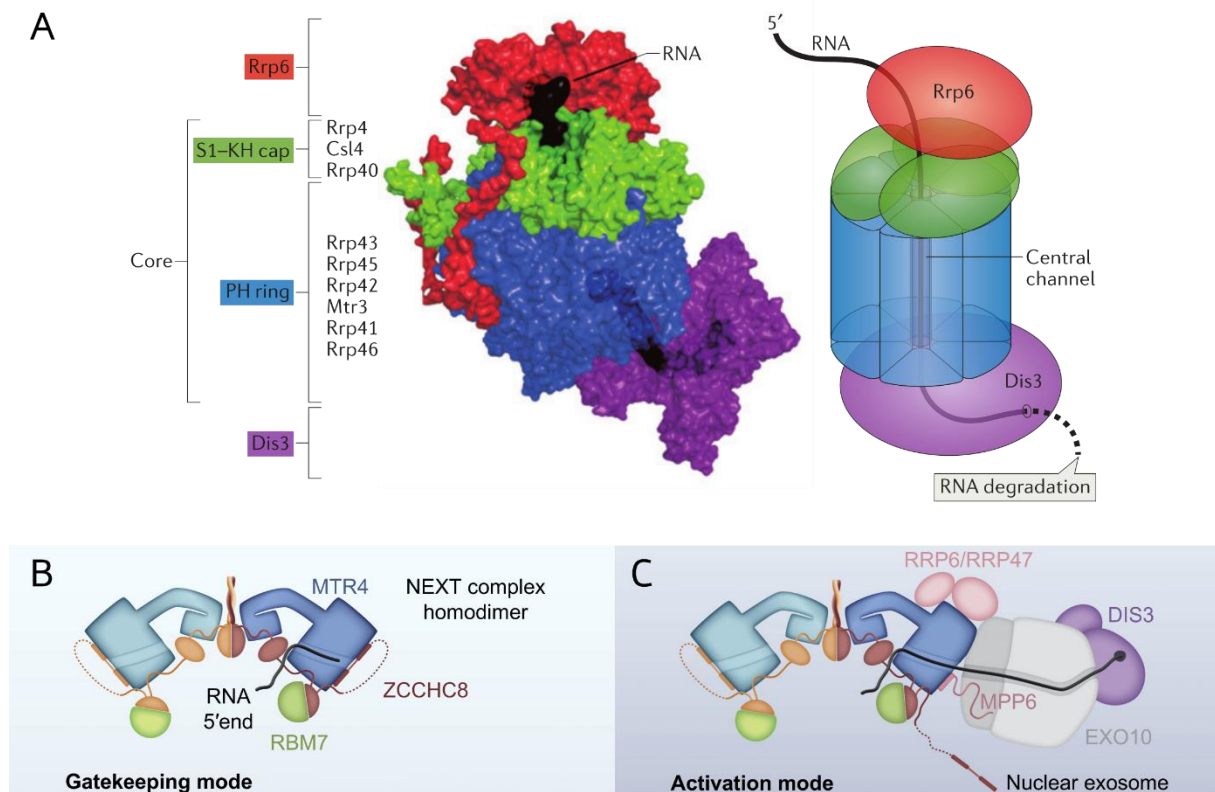 A
Rrp6
Core
S1–KH cap
Rrp4
Csl4
Rrp40
PH ring
Rrp43
Rrp45
Rrp42
Mtr3
Rrp41
Rrp46
Dis3
RNA
5′
RNA
Rrp6
Central
channel
Dis3
RNA degradation
B
MTR4
NEXT complex
homodimer
RNA
5′end
ZCCHC8
RBM7
Gatekeeping mode
C
RRP6/RRP47
DIS3
MPP6
EXO10
Activation mode
Nuclear exosome